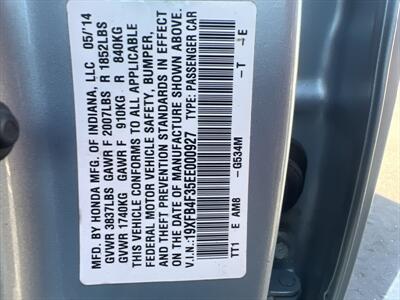 MFD. BY HONDA MFG. OF INDIANA, LLC 05/'14
GVWR 3837LBS GAWR F 2007LBS R 1852LBS
GVWR 1740KG GAWR F 910KG R 840KG
THIS VEHICLE CONFORMS TO ALL APPLICABLE
FEDERAL MOTOR VEHICLE SAFETY, BUMPER,
AND THEFT PREVENTION STANDARDS IN EFFECT
ON THE DATE OF MANUFACTURE SHOWN ABOVE.
V.I.N.:19XFB4F35EE000927 TYPE: PASSENGER CAR
TT1 E AM8 - G534M -T E